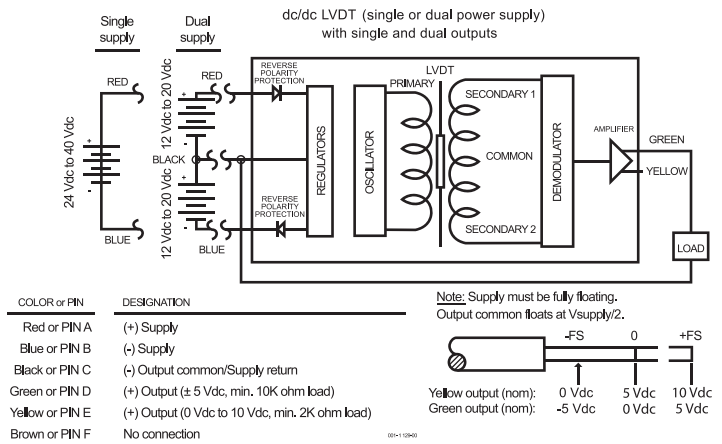 dc/dc LVDT (single or dual power supply)
with single and dual outputs
Single
supply
Dual
supply
RED
RED
REVERSE
POLARITY
PROTECTION
24 Vdc to 40 Vdc
+
-
12 Vdc to 20 Vdc
+
-
BLACK
12 Vdc to 20 Vdc
+
-
BLUE
BLUE
REVERSE
POLARITY
PROTECTION
REGULATORS
OSCILLATOR
PRIMARY
LVDT
SECONDARY 1
COMMON
SECONDARY 2
DEMODULATOR
AMPLIFIER
GREEN
YELLOW
LOAD
COLOR or PIN DESIGNATION
Red or PIN A (+) Supply
Blue or PIN B (-) Supply
Black or PIN C (-) Output common/Supply return
Green or PIN D (+) Output (± 5 Vdc, min. 10K ohm load)
Yellow or PIN E (+) Output (0 Vdc to 10 Vdc, min. 2K ohm load)
Brown or PIN F No connection
Note: Supply must be fully floating.
Output common floats at Vsupply/2.
-FS 0 +FS
Yellow output (nom): 0 Vdc 5 Vdc 10 Vdc
Green output (nom): -5 Vdc 0 Vdc 5 Vdc